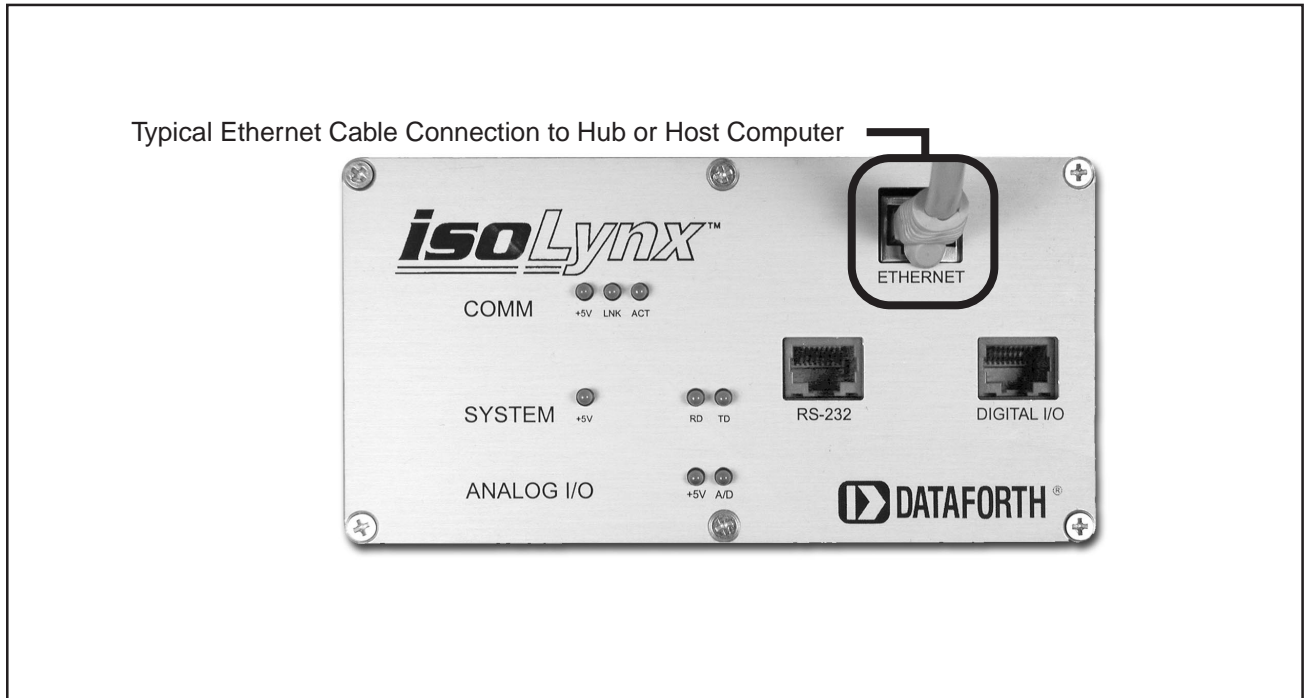 Typical Ethernet Cable Connection to Hub or Host Computer
isoLynx™
ETHERNET
COMM
+5V LNK ACT
SYSTEM +5V RD TD
RS-232
DIGITAL I/O
ANALOG I/O +5V A/D
DATAFORTH®